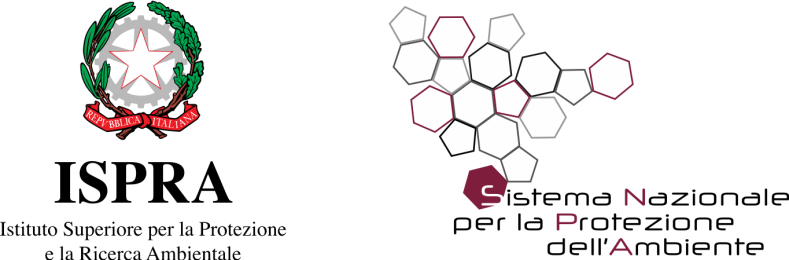 REPVBBLICA ITALIANA
ISPRA
Istituto Superiore per la Protezione
e la Ricerca Ambientale
Sistema Nazionale
per la Protezione
dell'Ambiente